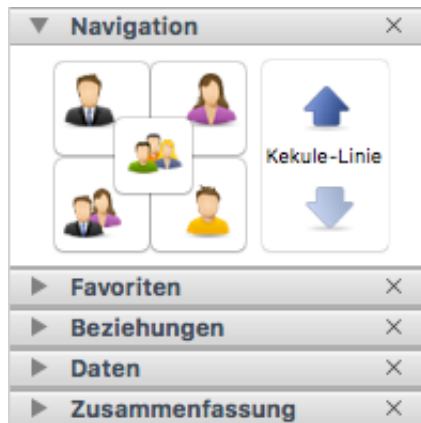 Navigation
Kekule-Linie
Favoriten
Beziehungen
Daten
Zusammenfassung